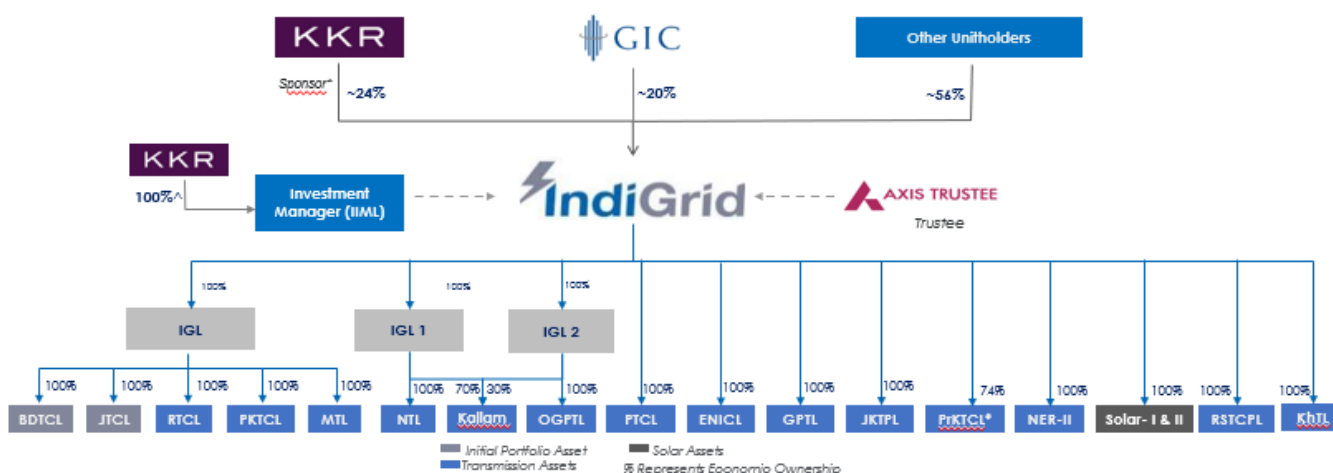 KKR
GIC
Other Unitholders
Sponsor^
~24%
~20%
~56%
KKR
100%^
Investment
Manager (IIML)
IndiGrid
AXIS TRUSTEE
Trustee
100%
100%
100%
IGL
IGL 1
IGL 2
100% 100% 100% 100% 100% 100% 70% 30% 100% 100% 100% 100% 100% 74% 100% 100% 100% 100%
BDTCL JTCL RTCL PKTCL MTL NTL Kallam OGPTL PTCL ENICL GPTL JKTPL PrKTCL* NER-II Solar- I & II RSTCPL KhTL
Initial Portfolio Asset Solar Assets
Transmission Assets % Represents Economic Ownership